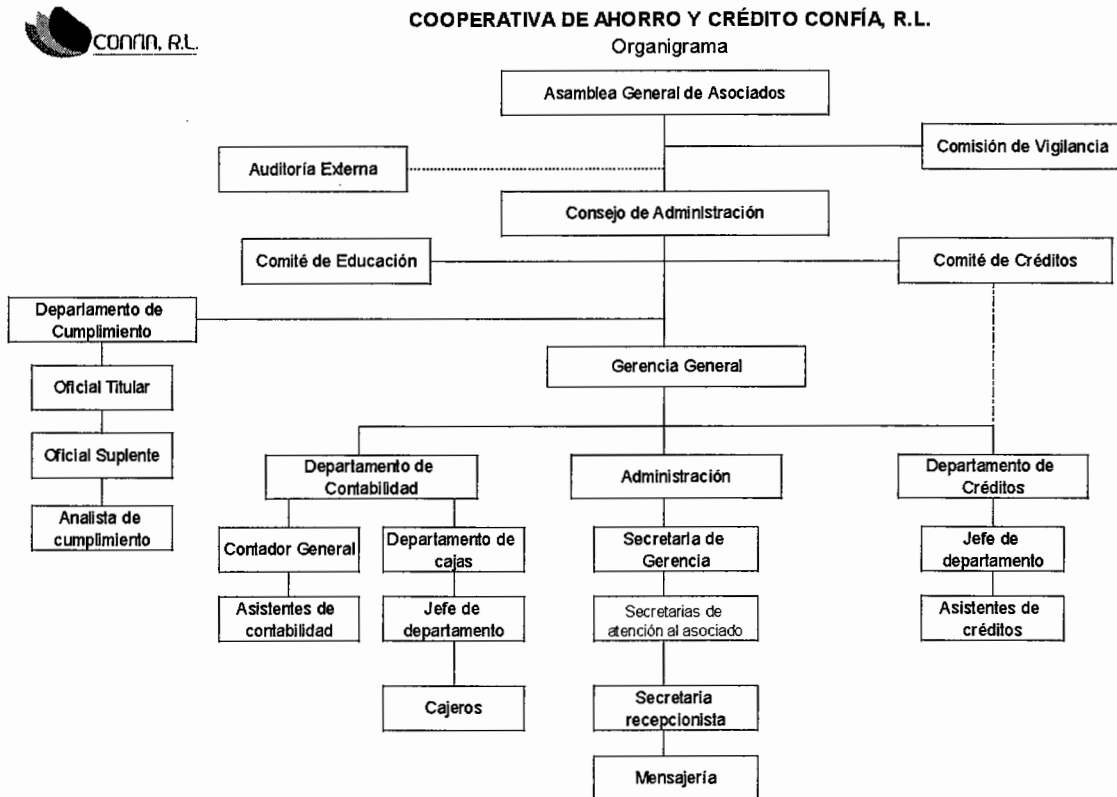 CONFÍA, R.L.
COOPERATIVA DE AHORRO Y CRÉDITO CONFÍA, R.L.
Organigrama
Asamblea General de Asociados
Comisión de Vigilancia
Auditoría Externa
Consejo de Administración
Comité de Educación
Comité de Créditos
Departamento de
Cumplimiento
Gerencia General
Oficial Titular
Oficial Suplente
Analista de
cumplimiento
Departamento de
Contabilidad
Administración
Departamento de
Créditos
Contador General
Departamento de
cajas
Secretaria de
Gerencia
Jefe de
departamento
Asistentes de
contabilidad
Jefe de
departamento
Secretarias de
atención al asociado
Asistentes de
créditos
Cajeros
Secretaria
recepcionista
Mensajería